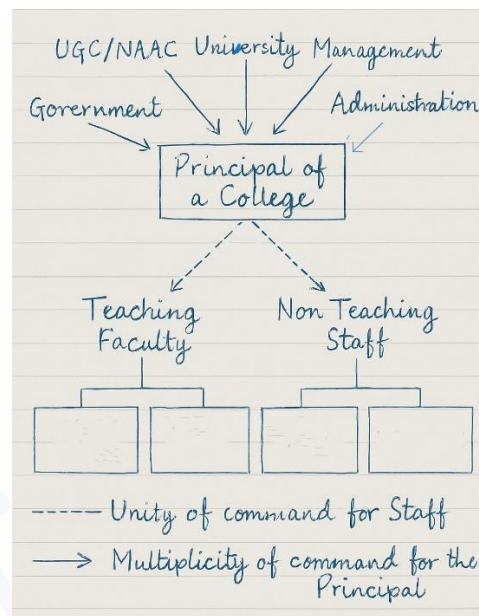 UGC/NAAC University Management
Government
Administration
Principal of
a College
Teaching
Faculty
Non Teaching
Staff
Unity of command for Staff
Multiplicity of command for the
Principal